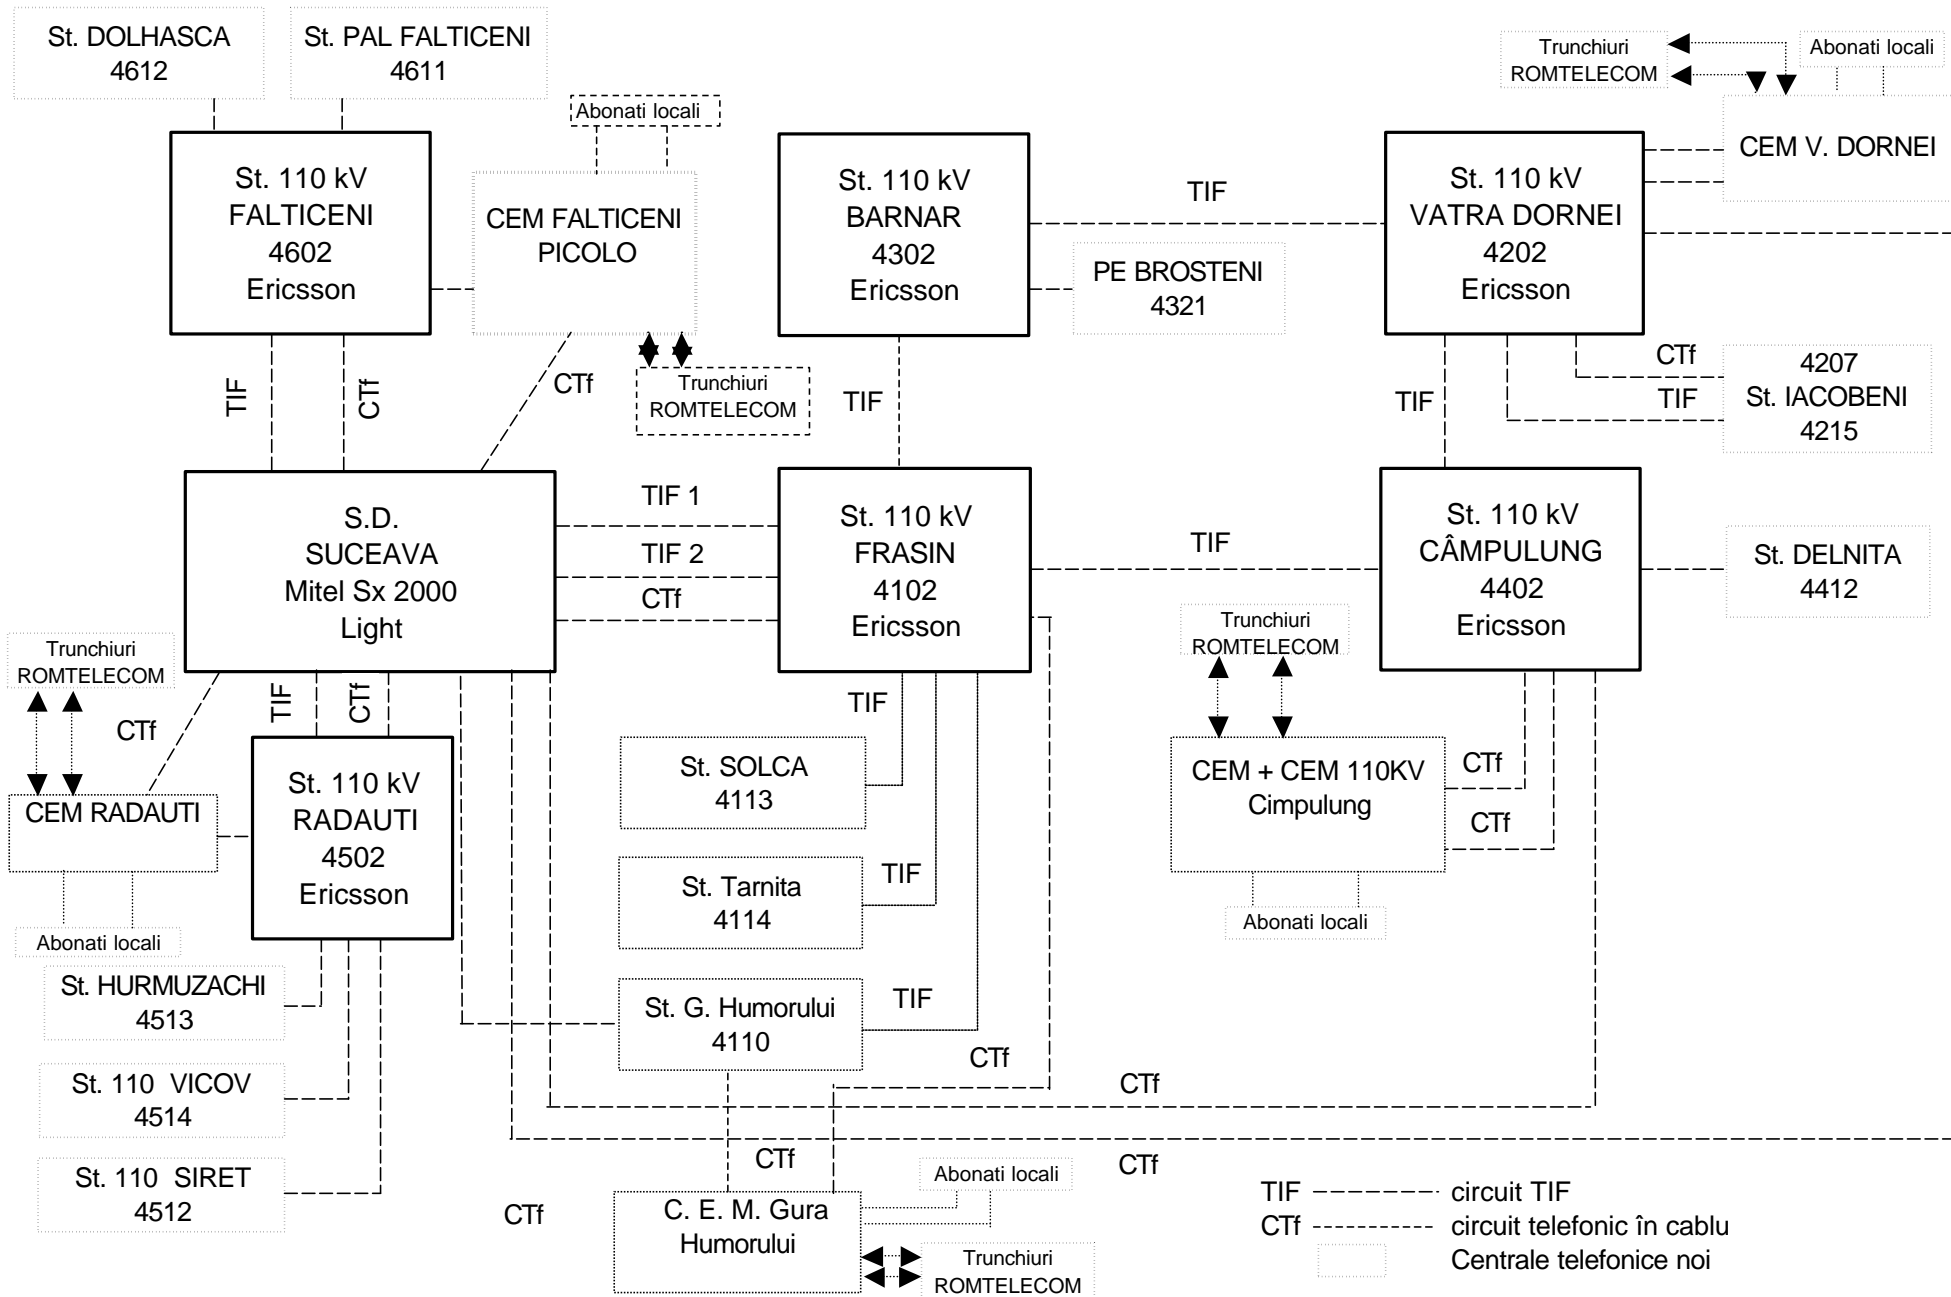 St. DOLHASCA
4612
St. PAL FALTICENI
4611
Trunchiuri
ROMTELECOM
Abonati locali
Abonati locali
St. 110 kV
FALTICENI
4602
Ericsson
CEM FALTICENI
PICOLO
St. 110 kV
BARNAR
4302
Ericsson
TIF
PE BROSTENI
4321
St. 110 kV
VATRA DORNEI
4202
Ericsson
CEM V. DORNEI
TIF
CTf
CTf
Trunchiuri
ROMTELECOM
TIF
TIF
CTf
TIF
4207
St. IACOBENI
4215
S.D.
SUCEAVA
Mitel Sx 2000
Light
TIF 1
TIF 2
CTf
St. 110 kV
FRASIN
4102
Ericsson
TIF
St. 110 kV
CÂMPULUNG
4402
Ericsson
St. DELNITA
4412
Trunchiuri
ROMTELECOM
CTf
TIF
CTf
TIF
Trunchiuri
ROMTELECOM
CEM RADAUTI
St. 110 kV
RADAUTI
4502
Ericsson
St. SOLCA
4113
CEM + CEM 110KV
Cimpulung
CTf
CTf
St. Tarnita
4114
TIF
Abonati locali
Abonati locali
St. HURMUZACHI
4513
St. G. Humorului
4110
TIF
CTf
St. 110 VICOV
4514
CTf
St. 110 SIRET
4512
CTf
CTf
CTf
C. E. M. Gura
Humorului
Abonati locali
Trunchiuri
ROMTELECOM
TIF circuit TIF
CTf circuit telefonic în cablu
Centrale telefonice noi